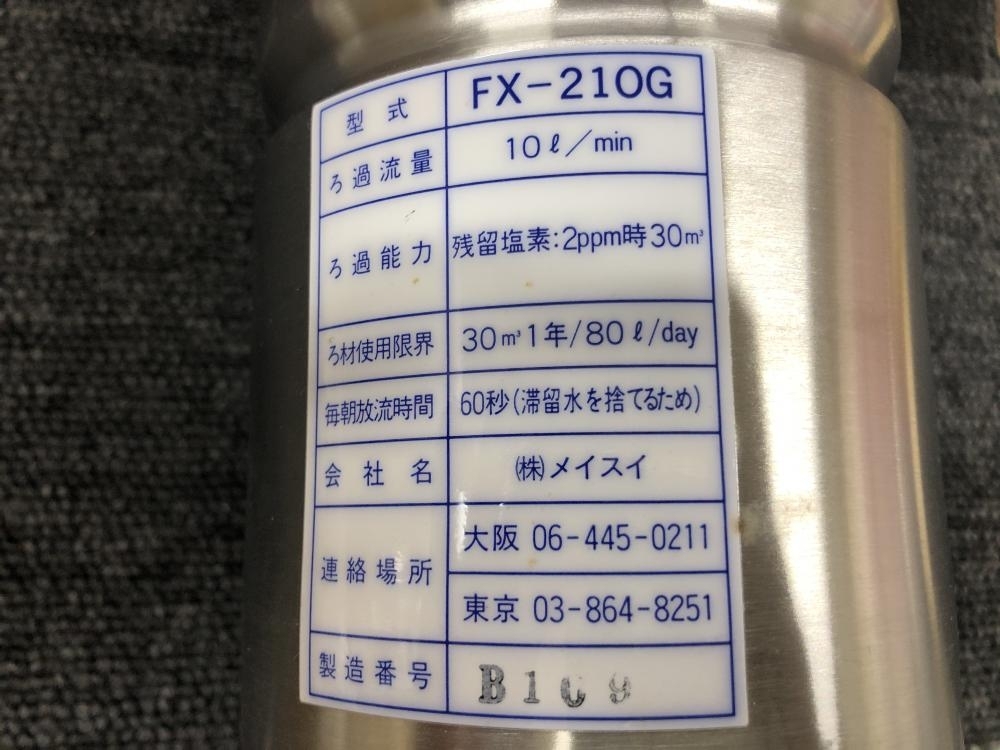 型式 FX-210G
ろ過流量 10ℓ/min
ろ過能力 残留塩素:2ppm時30m³
ろ材使用限界 30m³1年/80ℓ/day
毎朝放流時間 60秒(滞留水を捨てるため)
会社名 ㈱メイスイ
連絡場所 大阪 06-445-0211
東京 03-864-8251
製造番号 B109